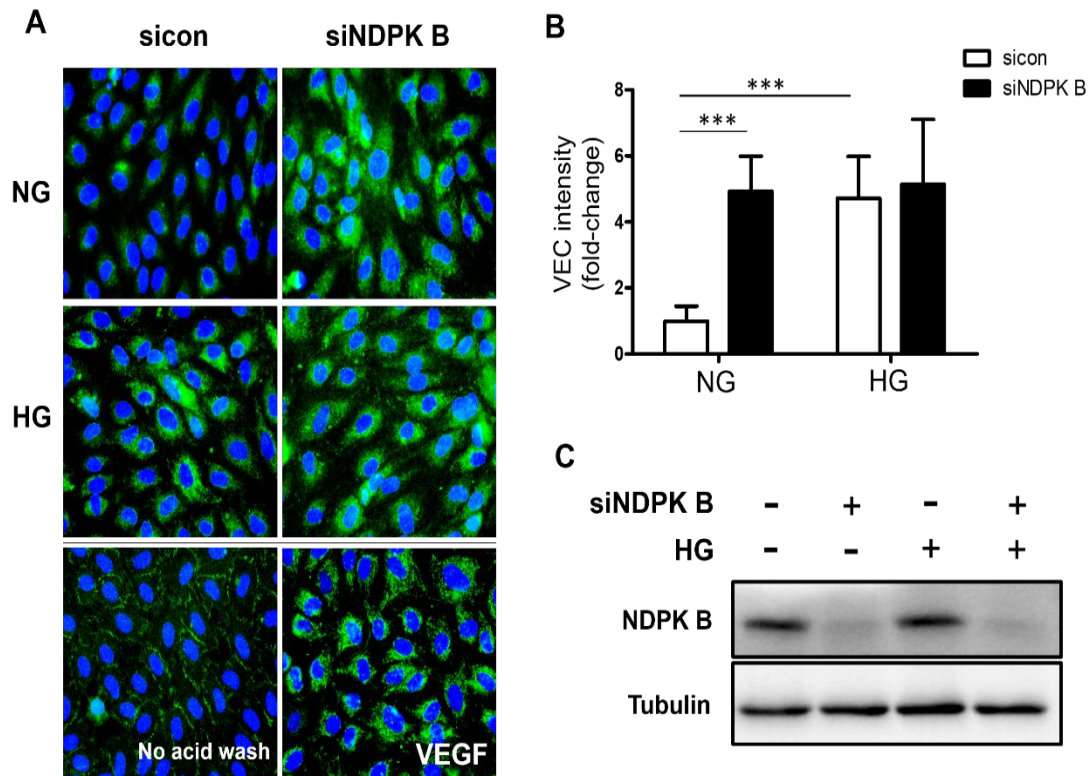 A
sicon siNDPK B
NG
HG
No acid wash
VEGF
B
sicon
siNDPK B
VEC intensity
(fold-change)
8
6
4
2
0
***
***
NG HG
C
siNDPK B - + - +
HG - - + +
NDPK B
Tubulin